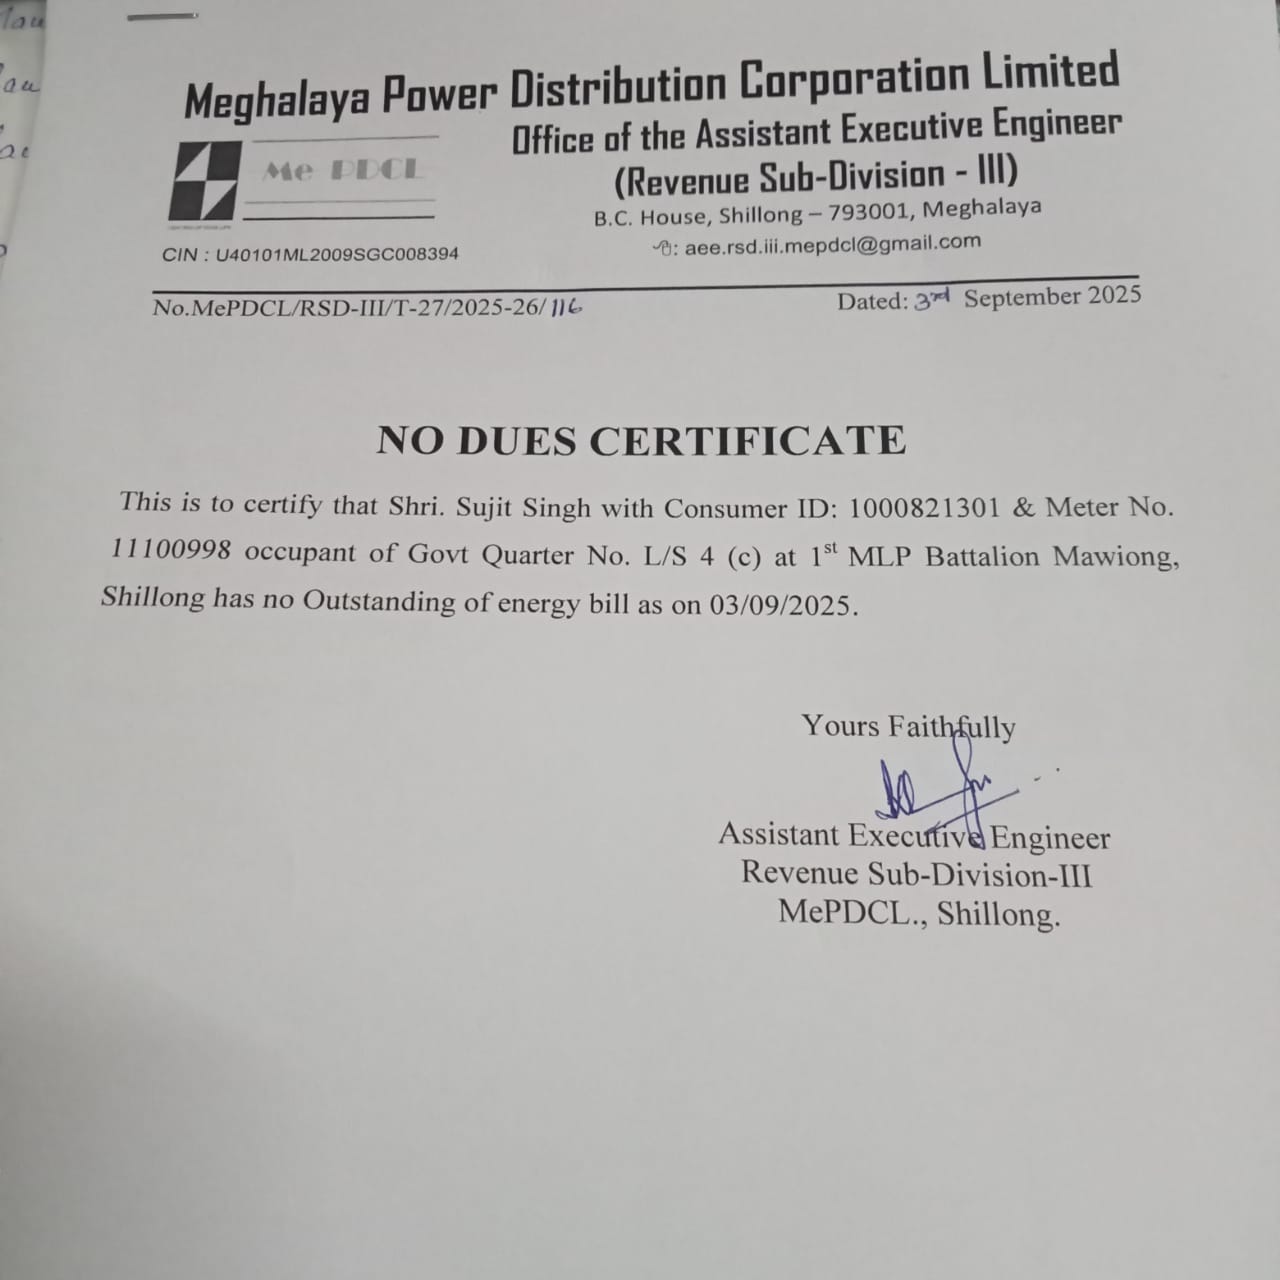 Meghalaya Power Distribution Corporation Limited
Office of the Assistant Executive Engineer
(Revenue Sub-Division - III)
Me PDCL
B.C. House, Shillong – 793001, Meghalaya
CIN : U40101ML2009SGC008394
: aee.rsd.iii.mepdcl@gmail.com
No.MePDCL/RSD-III/T-27/2025-26/116
Dated: 3rd September 2025
NO DUES CERTIFICATE
This is to certify that Shri. Sujit Singh with Consumer ID: 1000821301 & Meter No.
11100998 occupant of Govt Quarter No. L/S 4 (c) at 1st MLP Battalion Mawiong,
Shillong has no Outstanding of energy bill as on 03/09/2025.
Yours Faithfully
Assistant Executive Engineer
Revenue Sub-Division-III
MePDCL., Shillong.